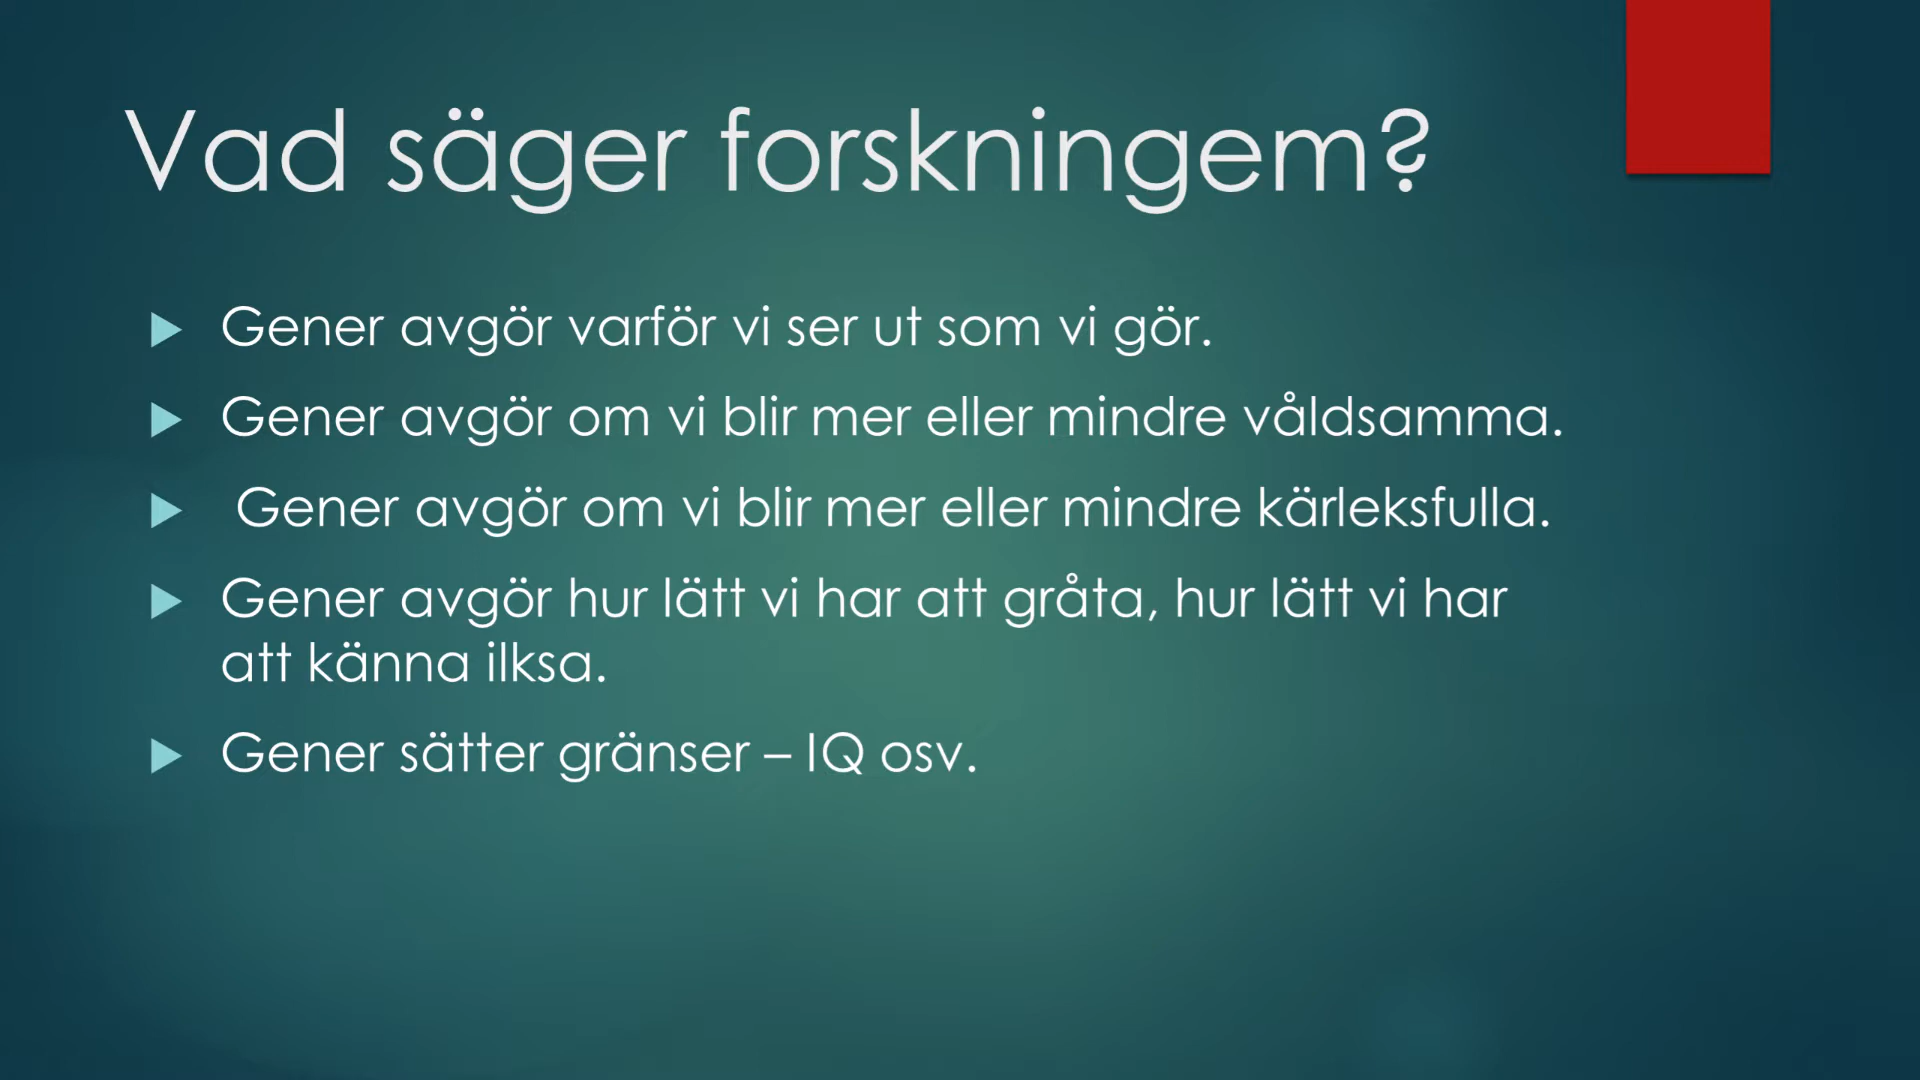 Vad säger forskningem?
Gener avgör varför vi ser ut som vi gör.
Gener avgör om vi blir mer eller mindre våldsamma.
Gener avgör om vi blir mer eller mindre kärleksfulla.
Gener avgör hur lätt vi har att gråta, hur lätt vi har
att känna ilksa.
Gener sätter gränser – IQ osv.